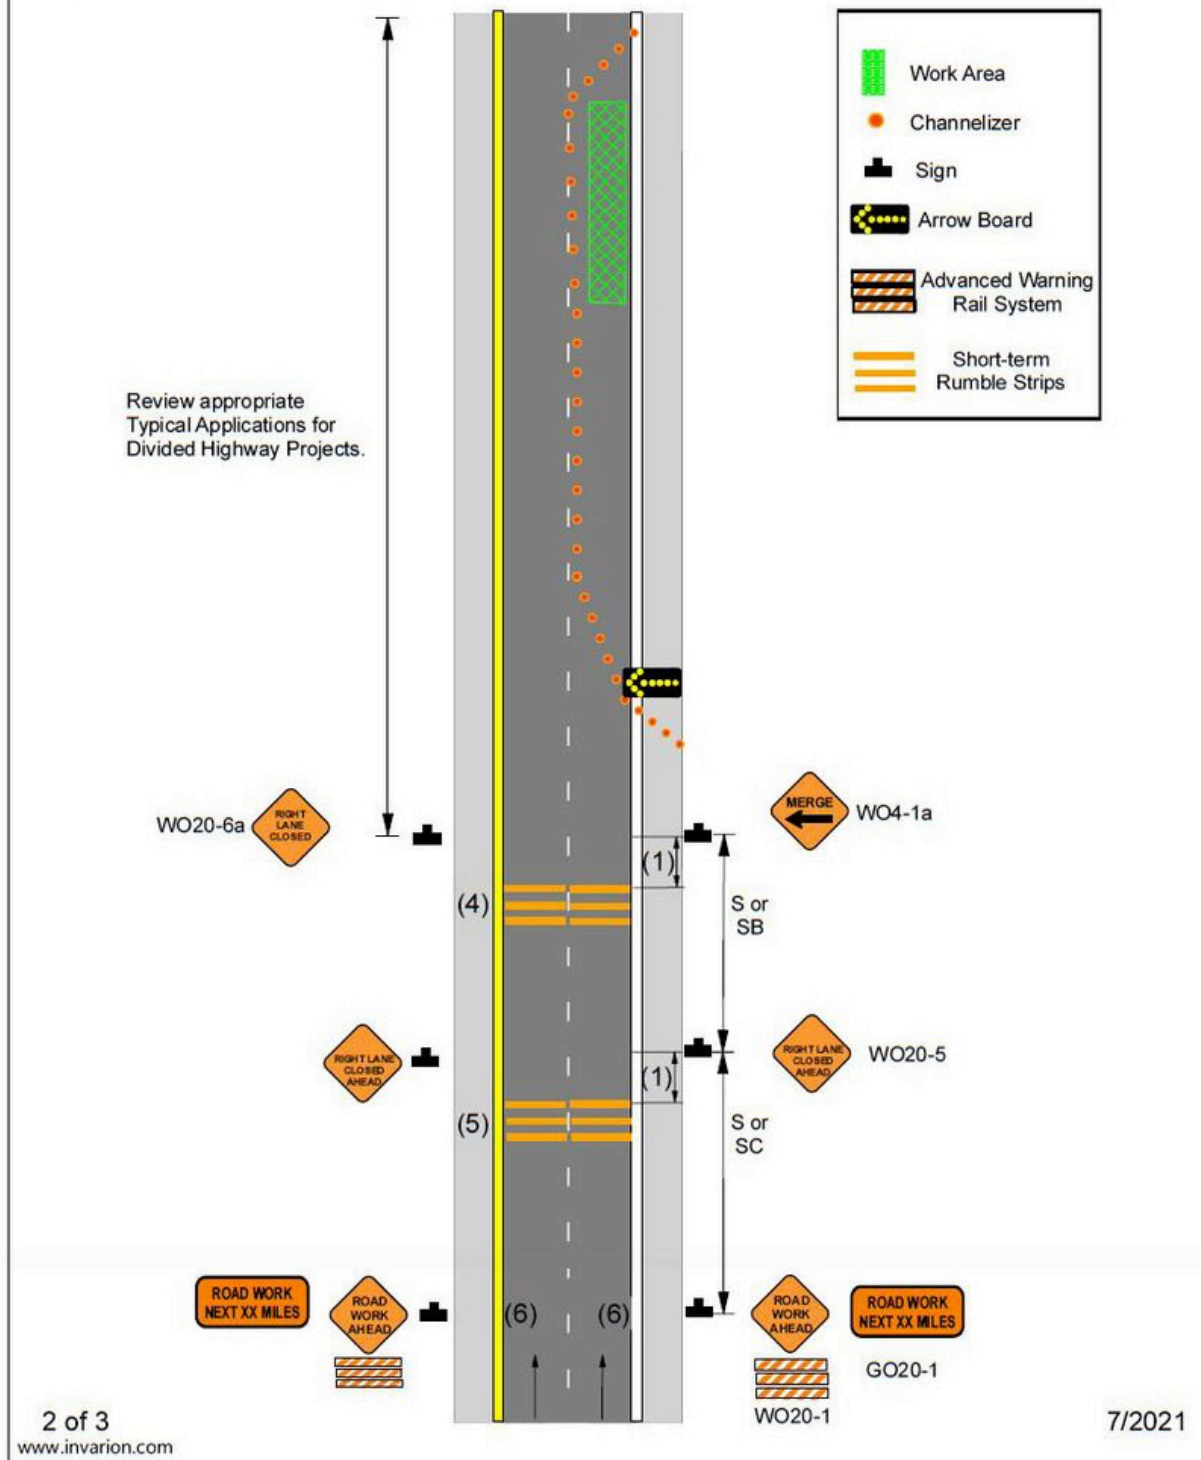 Work Area
Channelizer
Sign
Arrow Board
Advanced Warning
Rail System
Short-term
Rumble Strips
Review appropriate
Typical Applications for
Divided Highway Projects.
WO20-6a
RIGHT
LANE
CLOSED
MERGE
WO4-1a
(1)
(4)
S or
SB
RIGHT LANE
CLOSED
AHEAD
RIGHT LANE
CLOSED
AHEAD
WO20-5
(1)
(5)
S or
SC
ROAD WORK
NEXT XX MILES
ROAD
WORK
AHEAD
(6)
(6)
ROAD
WORK
AHEAD
ROAD WORK
NEXT XX MILES
GO20-1
WO20-1
2 of 3
www.invarion.com
7/2021